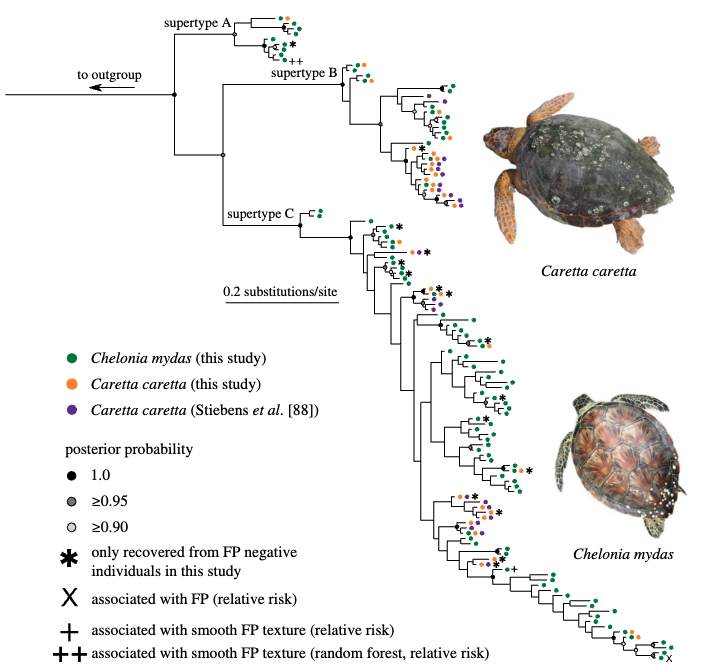 supertype A
*
++
to outgroup
supertype B
*
supertype C
*
*
*
*
Caretta caretta
0.2 substitutions/site
*
*
*
Chelonia mydas (this study)
Caretta caretta (this study)
Caretta caretta (Stiebens et al. [88])
*
*
posterior probability
1.0
*
≥0.95
*
*
≥0.90
Chelonia mydas
* only recovered from FP negative
individuals in this study
*
*
+
X associated with FP (relative risk)
+ associated with smooth FP texture (relative risk)
++ associated with smooth FP texture (random forest, relative risk)
X